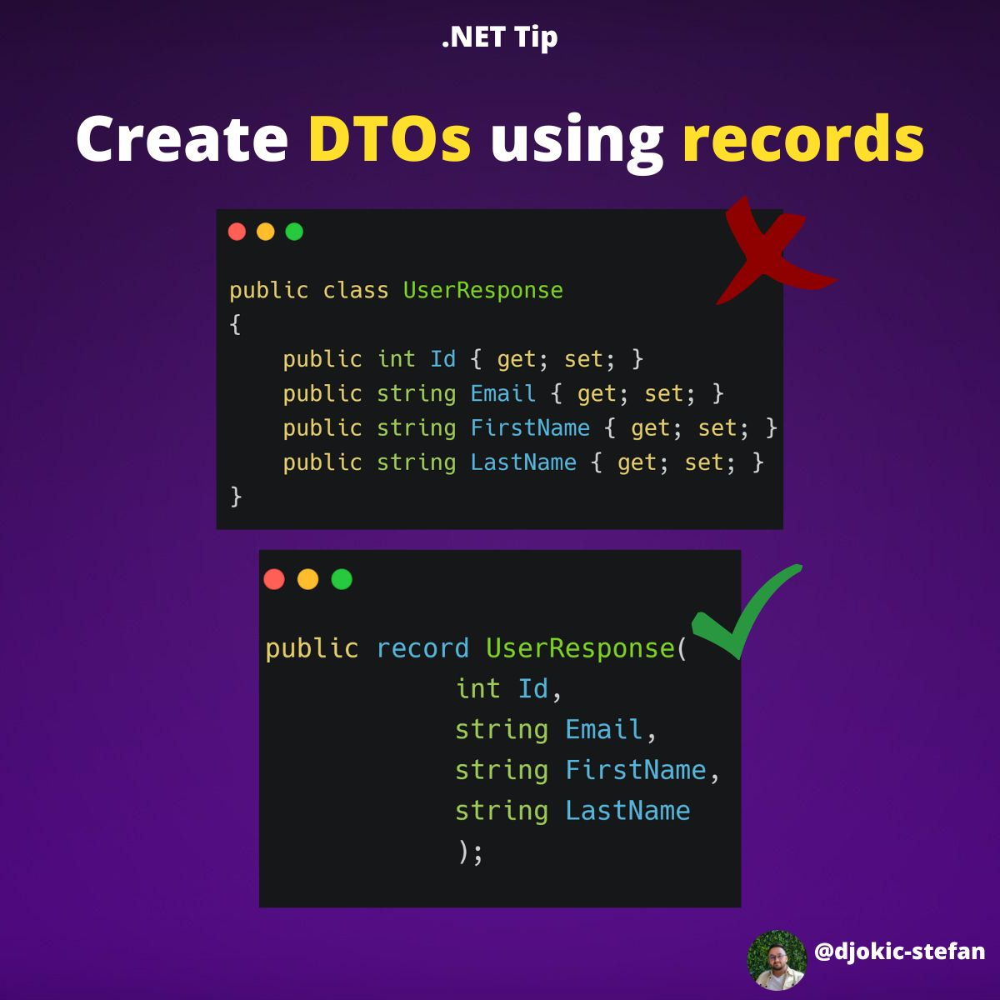 .NET Tip
Create DTOs using records
public class UserResponse
{
    public int Id { get; set; }
    public string Email { get; set; }
    public string FirstName { get; set; }
    public string LastName { get; set; }
}
public record UserResponse(
              int Id,
              string Email,
              string FirstName,
              string LastName
              );
@djokic-stefan